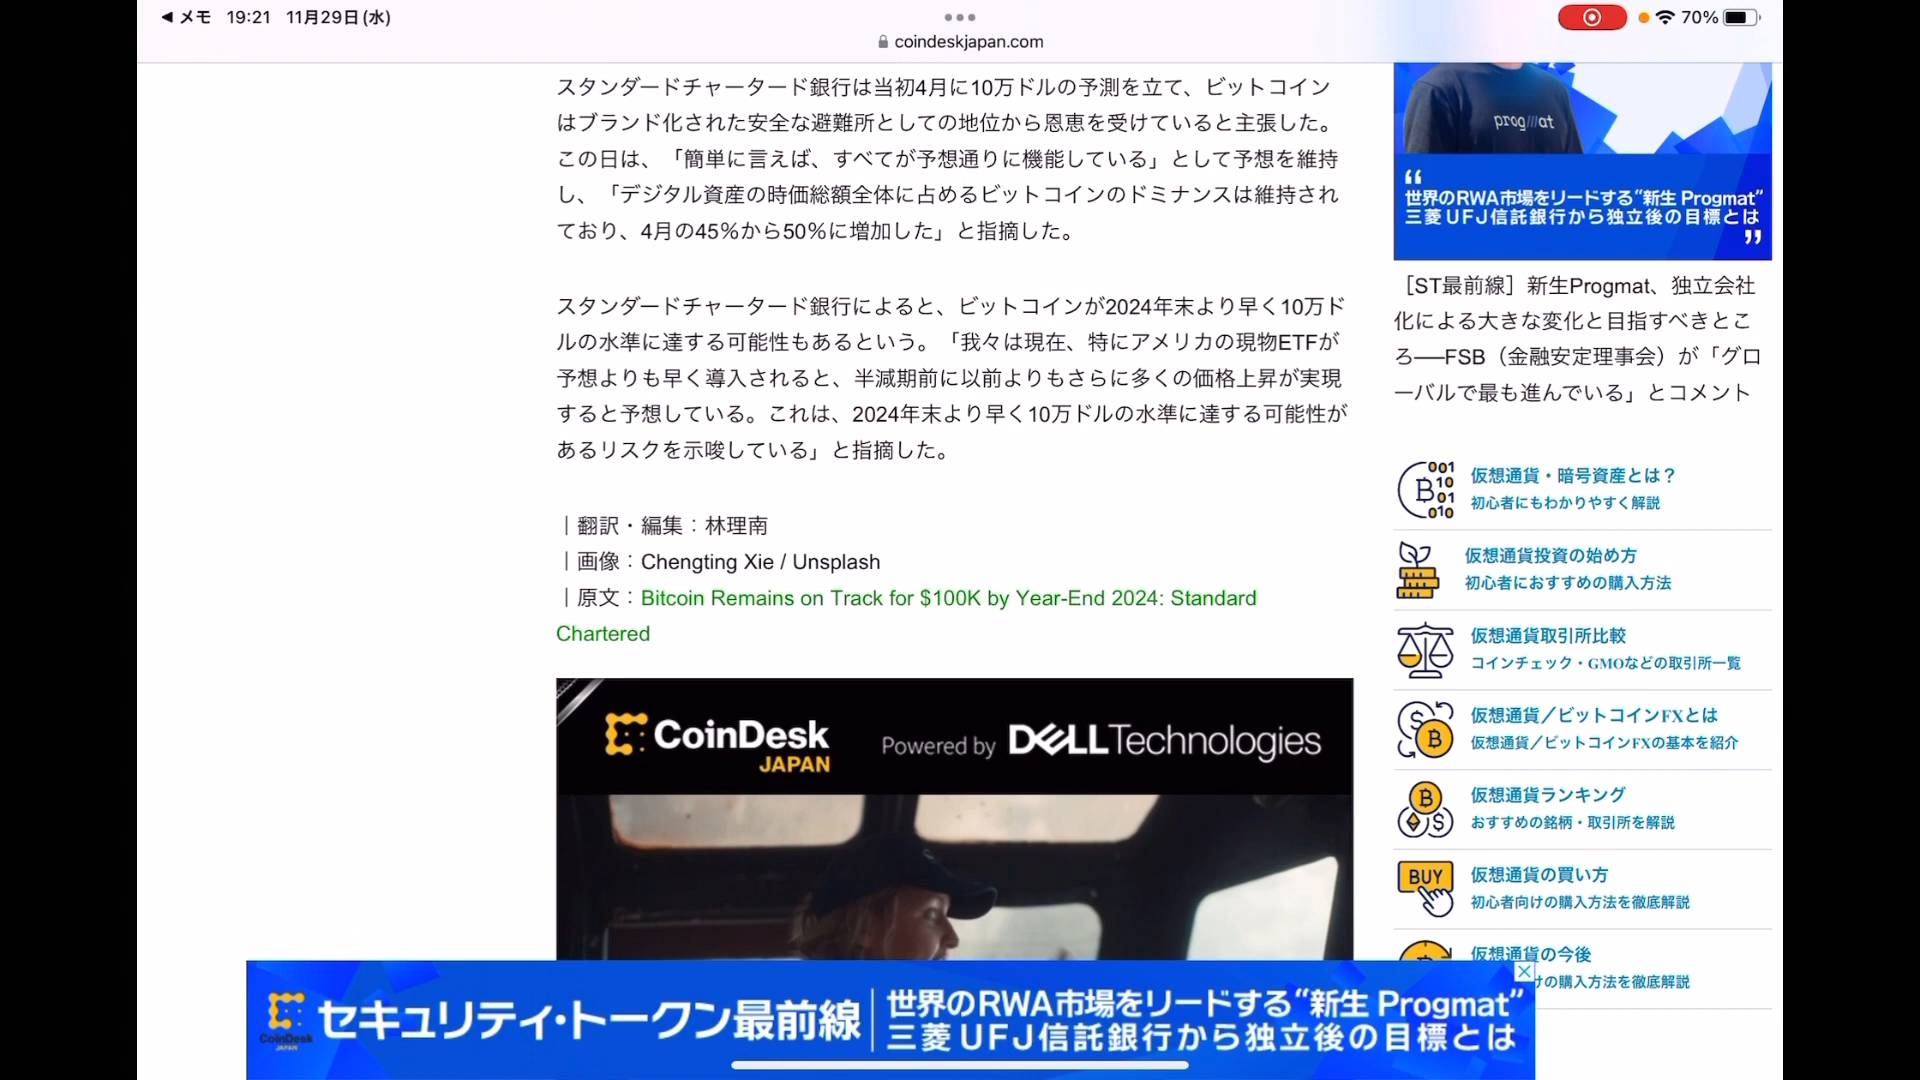 メモ 19:21 11月29日(水)
70%
coindeskjapan.com
スタンダードチャータード銀行は当初4月に10万ドルの予測を立て、ビットコイン
はブランド化された安全な避難所としての地位から恩恵を受けていると主張した。
この日は、「簡単に言えば、すべてが予想通りに機能している」として予想を維持
し、「デジタル資産の時価総額全体に占めるビットコインのドミナンスは維持され
ており、4月の45％から50％に増加した」と指摘した。
スタンダードチャータード銀行によると、ビットコインが2024年末より早く10万ド
ルの水準に達する可能性もあるという。「我々は現在、特にアメリカの現物ETFが
予想よりも早く導入されると、半減期前に以前よりもさらに多くの価格上昇が実現
すると予想している。これは、2024年末より早く10万ドルの水準に達する可能性が
あるリスクを示唆している」と指摘した。
｜翻訳・編集：林理南
｜画像：Chengting Xie / Unsplash
｜原文：Bitcoin Remains on Track for $100K by Year-End 2024: Standard
Chartered
CoinDesk
JAPAN
Powered by DELLTechnologies
progmat
“
世界のRWA市場をリードする“新生 Progmat”
三菱UFJ信託銀行から独立後の目標とは
”
［ST最前線］新生Progmat、独立会社
化による大きな変化と目指すべきとこ
ろ──FSB（金融安定理事会）が「グロ
ーバルで最も進んでいる」とコメント
仮想通貨・暗号資産とは？
初心者にもわかりやすく解説
仮想通貨投資の始め方
初心者におすすめの購入方法
仮想通貨取引所比較
コインチェック・GMOなどの取引所一覧
仮想通貨／ビットコインFXとは
仮想通貨／ビットコインFXの基本を紹介
仮想通貨ランキング
おすすめの銘柄・取引所を解説
BUY
仮想通貨の買い方
初心者向けの購入方法を徹底解説
仮想通貨の今後
けの購入方法を徹底解説
CoinDesk
JAPAN
セキュリティ・トークン最前線
世界のRWA市場をリードする“新生 Progmat”
三菱UFJ信託銀行から独立後の目標とは